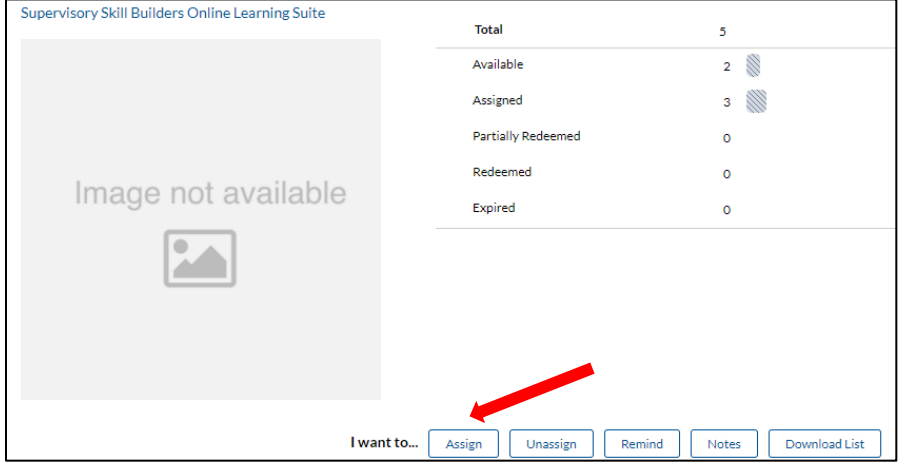 Supervisory Skill Builders Online Learning Suite
Image not available
Total 5
Available 2
Assigned 3
Partially Redeemed 0
Redeemed 0
Expired 0
I want to... Assign Unassign Remind Notes Download List